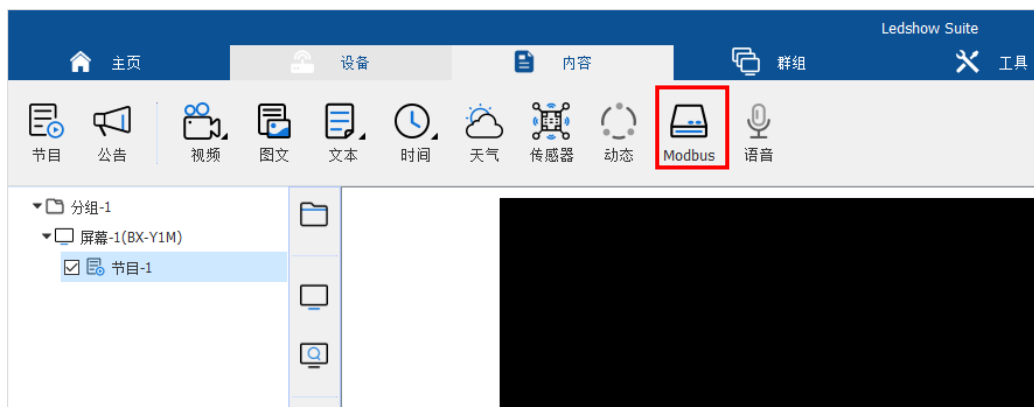 Ledshow Suite
主页 设备 内容 群组 工具
节目 公告 视频 图文 文本 时间 天气 传感器 动态 Modbus 语音
分组-1
屏幕-1(BX-Y1M)
节目-1